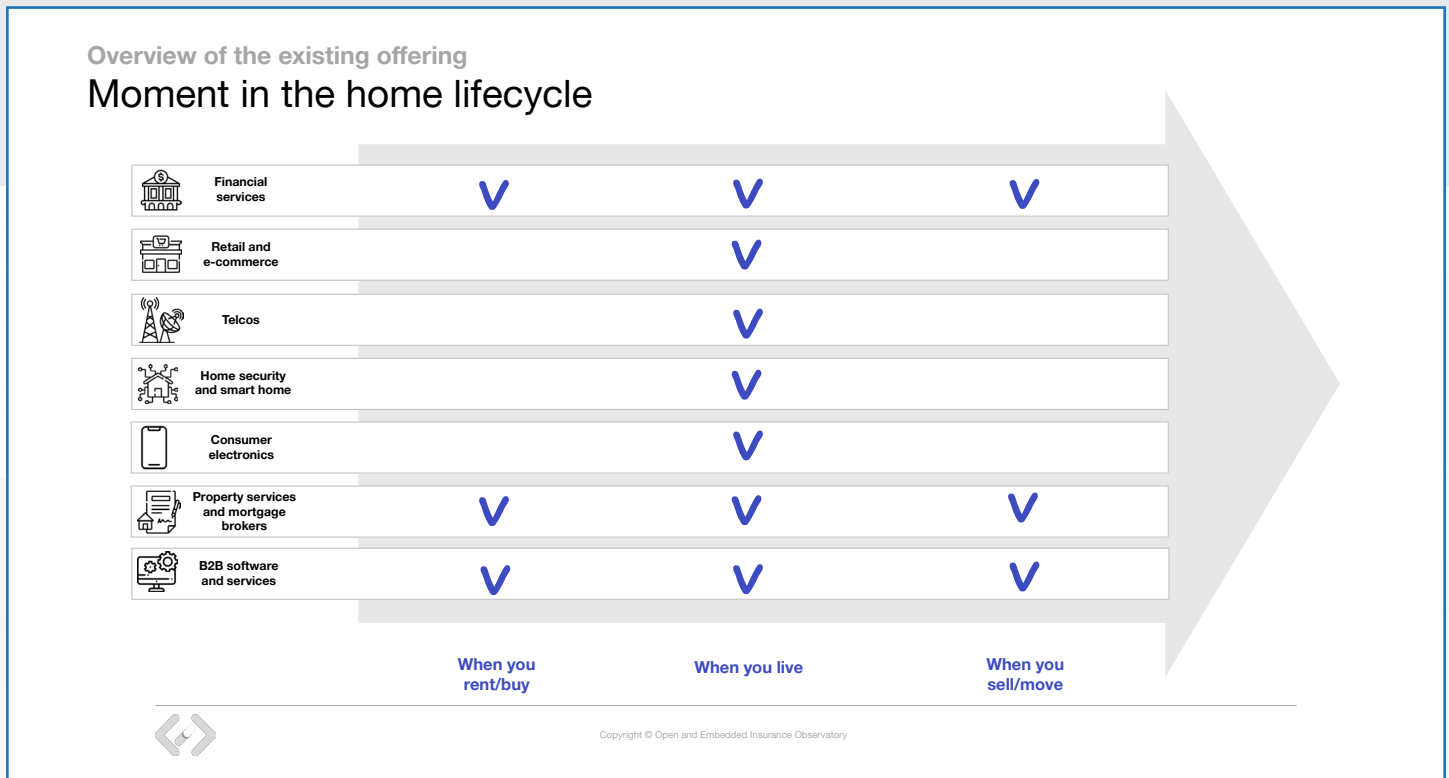 Overview of the existing offering
Moment in the home lifecycle
$
Financial
services
Retail and
e-commerce
Telcos
Home security
and smart home
Consumer
electronics
Property services
and mortgage
brokers
B2B software
and services
When you
rent/buy
When you live
When you
sell/move
Copyright © Open and Embedded Insurance Observatory